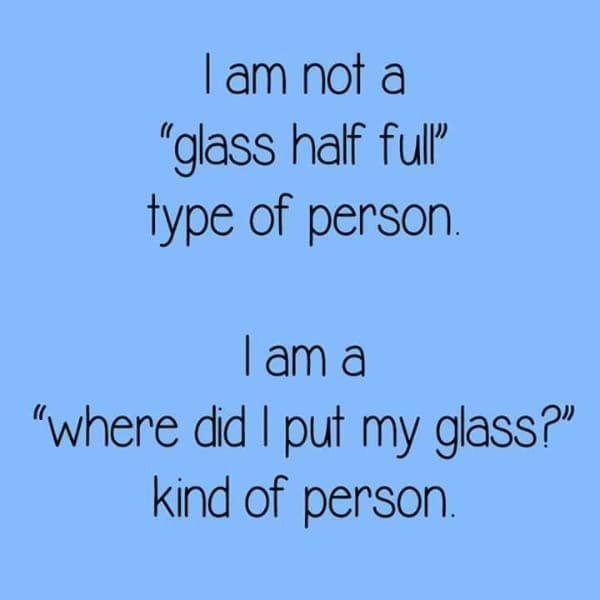 I am not a
“glass half full”
type of person.
I am a
“where did I put my glass?”
kind of person.